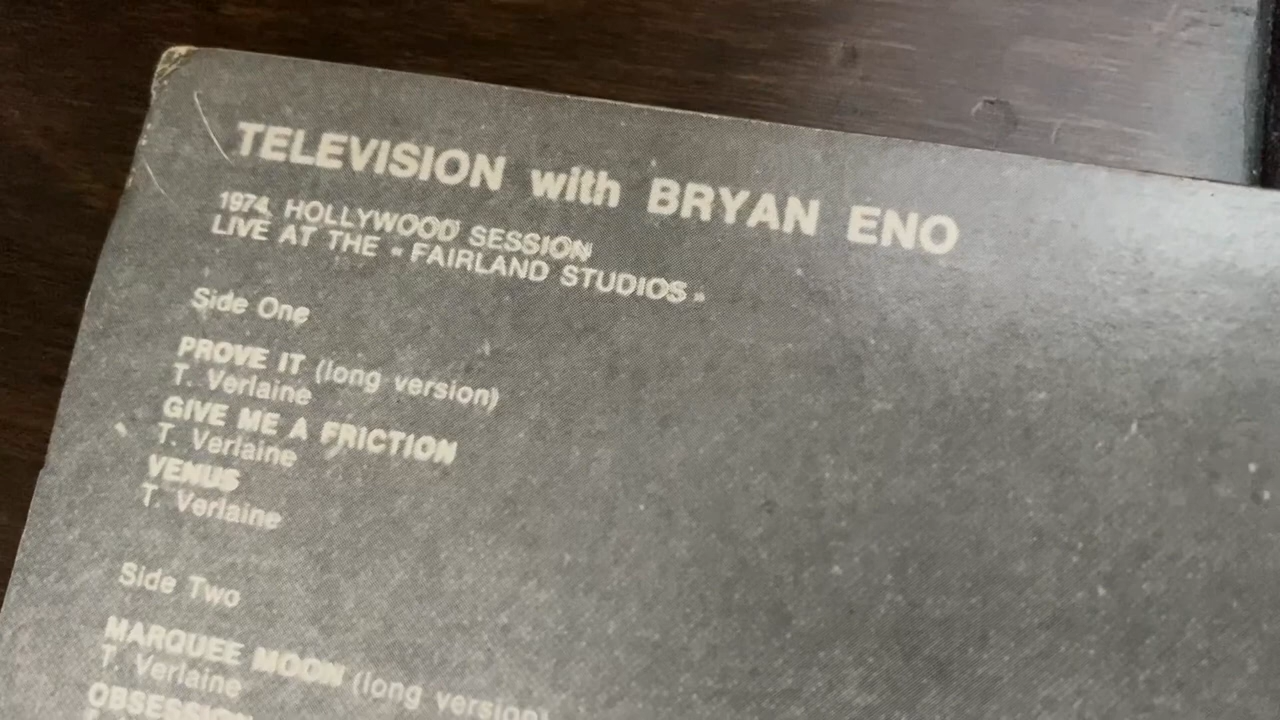 TELEVISION with BRYAN ENO
1974 HOLLYWOOD SESSION
LIVE AT THE « FAIRLAND STUDIOS »
Side One
PROVE IT (long version)
T. Verlaine
GIVE ME A FRICTION
T. Verlaine
VENUS
T. Verlaine
Side Two
MARQUEE MOON (long version)
T. Verlaine
OBSESSION